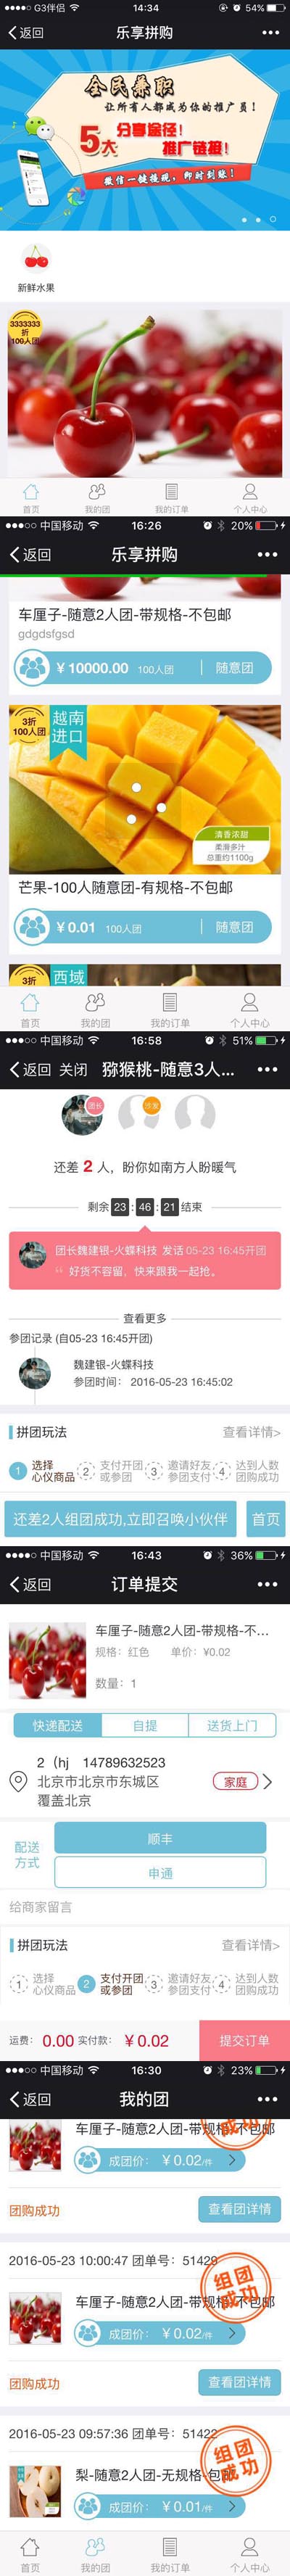 G3伴侣 14:34 54%
返回 乐享拼购
全民兼职
让所有人都成为你的推广员！
5大 分享途径！
推广链接！
微信一键提现，即时到账！
新鲜水果
3333333
折
100人团
首页 我的团 我的订单 个人中心
中国移动 16:26 20%
返回 乐享拼购
车厘子-随意2人团-带规格-不包邮
gdgdsfgsd
¥10000.00 100人团 随意团
3折
100人团
越南
进口
清香浓甜
柔滑多汁
总重约1100g
芒果-100人随意团-有规格-不包邮
¥0.01 100人团 随意团
3折 西域
首页 我的团 我的订单 个人中心
中国移动 16:58 51%
返回 关闭 猕猴桃-随意3人...
团长 沙发
还差 2 人，盼你如南方人盼暖气
剩余 23 : 46 : 21 结束
团长魏建银-火蝶科技 发话 05-23 16:45开团
“ 好货不容留，快来跟我一起抢。
查看更多
参团记录 (自05-23 16:45开团)
魏建银-火蝶科技
参团时间： 2016-05-23 16:45:02
拼团玩法 查看详情>
1 选择 心仪商品 2 支付开团 或参团 3 邀请好友 参团支付 4 达到人数 团购成功
还差2人组团成功,立即召唤小伙伴 首页
中国移动 16:43 36%
返回 订单提交
车厘子-随意2人团-带规格-不...
规格：红色 单价：¥0.02
数量：1
快递配送 自提 送货上门
2（hj 14789632523
北京市北京市东城区
覆盖北京
家庭
配送
方式
顺丰
申通
给商家留言
拼团玩法 查看详情>
1 选择 心仪商品 2 支付开团 或参团 3 邀请好友 参团支付 4 达到人数 团购成功
运费： 0.00 实付款： ¥0.02 提交订单
中国移动 16:30 23%
返回 我的团
车厘子-随意2人团-带规格-不包邮
成团价： ¥0.02/件
成功
团购成功 查看团详情
2016-05-23 10:00:47 团单号：51429
组团
成功
车厘子-随意2人团-带规格-不包邮
成团价： ¥0.02/件
团购成功 查看团详情
2016-05-23 09:57:36 团单号：51422
组团
成功
梨-随意2人团-无规格-包邮
成团价： ¥0.01/件
首页 我的团 我的订单 个人中心